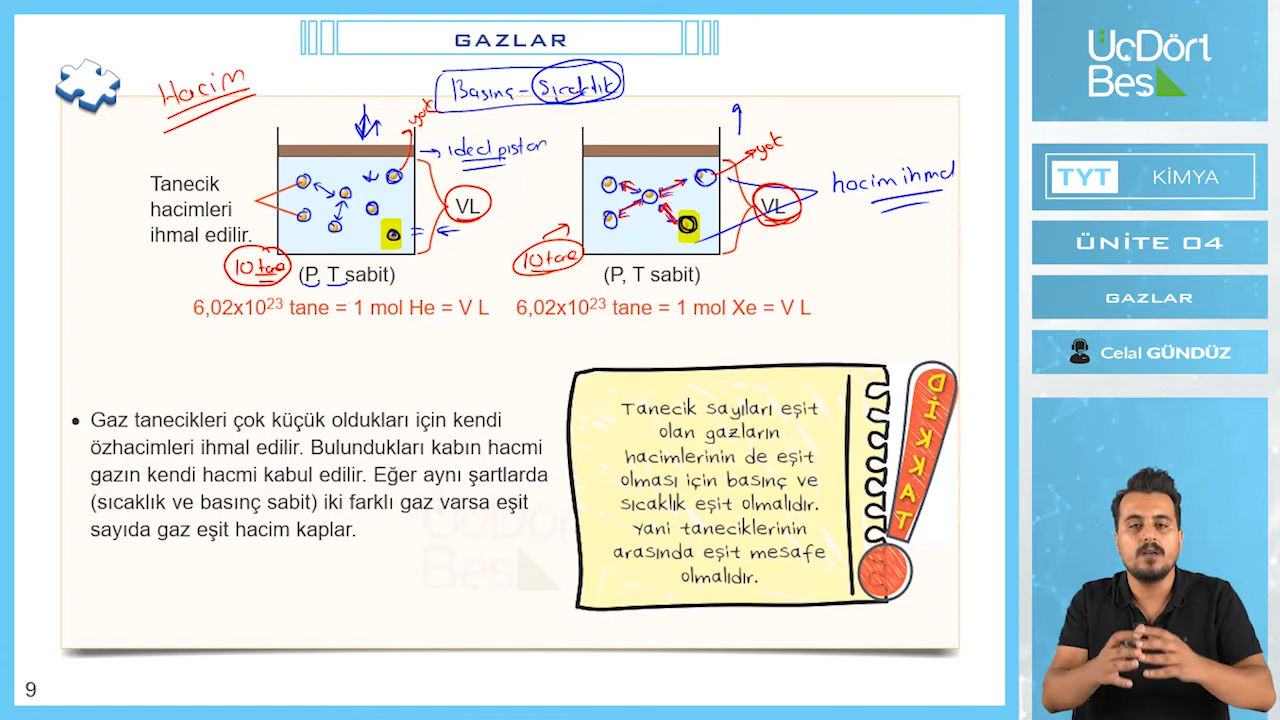 GAZLAR
Hacim
Basınç - Sıcaklık
yok
ideal piston
yok
hacim ihmal
Tanecik
hacimleri
ihmal edilir.
VL
VL
10 tane
10 tane
(P, T sabit)
(P, T sabit)
6,02x10²³ tane = 1 mol He = V L
6,02x10²³ tane = 1 mol Xe = V L
• Gaz tanecikleri çok küçük oldukları için kendi
özhacimleri ihmal edilir. Bulundukları kabın hacmi
gazın kendi hacmi kabul edilir. Eğer aynı şartlarda
(sıcaklık ve basınç sabit) iki farklı gaz varsa eşit
sayıda gaz eşit hacim kaplar.
Tanecik sayıları eşit
olan gazların
hacimlerinin de eşit
olması için basınç ve
sıcaklık eşit olmalıdır.
Yani taneciklerinin
arasında eşit mesafe
olmalıdır.
DİKKAT
ÜçDört
Beş
9
ÜçDört
Beş
TYT KİMYA
ÜNİTE 04
GAZLAR
Celal GÜNDÜZ